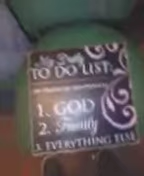 My Daily
TO DO LIST:
1. GOD
2. Family
3. EVERYTHING ELSE